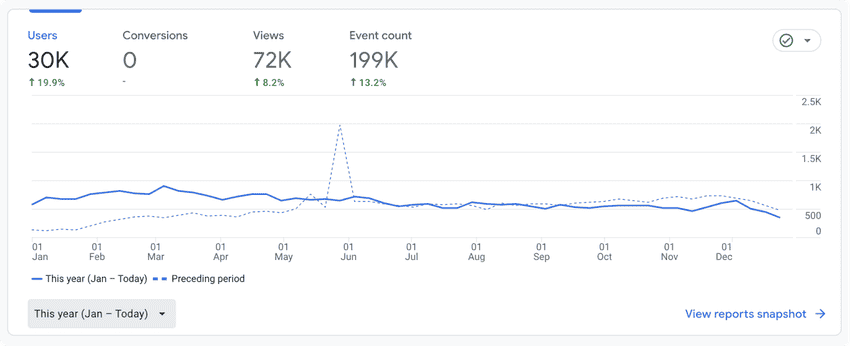 Users Conversions Views Event count
30K 0 72K 199K
↑ 19.9% - ↑ 8.2% ↑ 13.2%
2.5K
2K
1.5K
1K
500
0
01 01 01 01 01 01 01 01 01 01 01 01
Jan Feb Mar Apr May Jun Jul Aug Sep Oct Nov Dec
This year (Jan – Today) Preceding period
This year (Jan – Today) View reports snapshot →